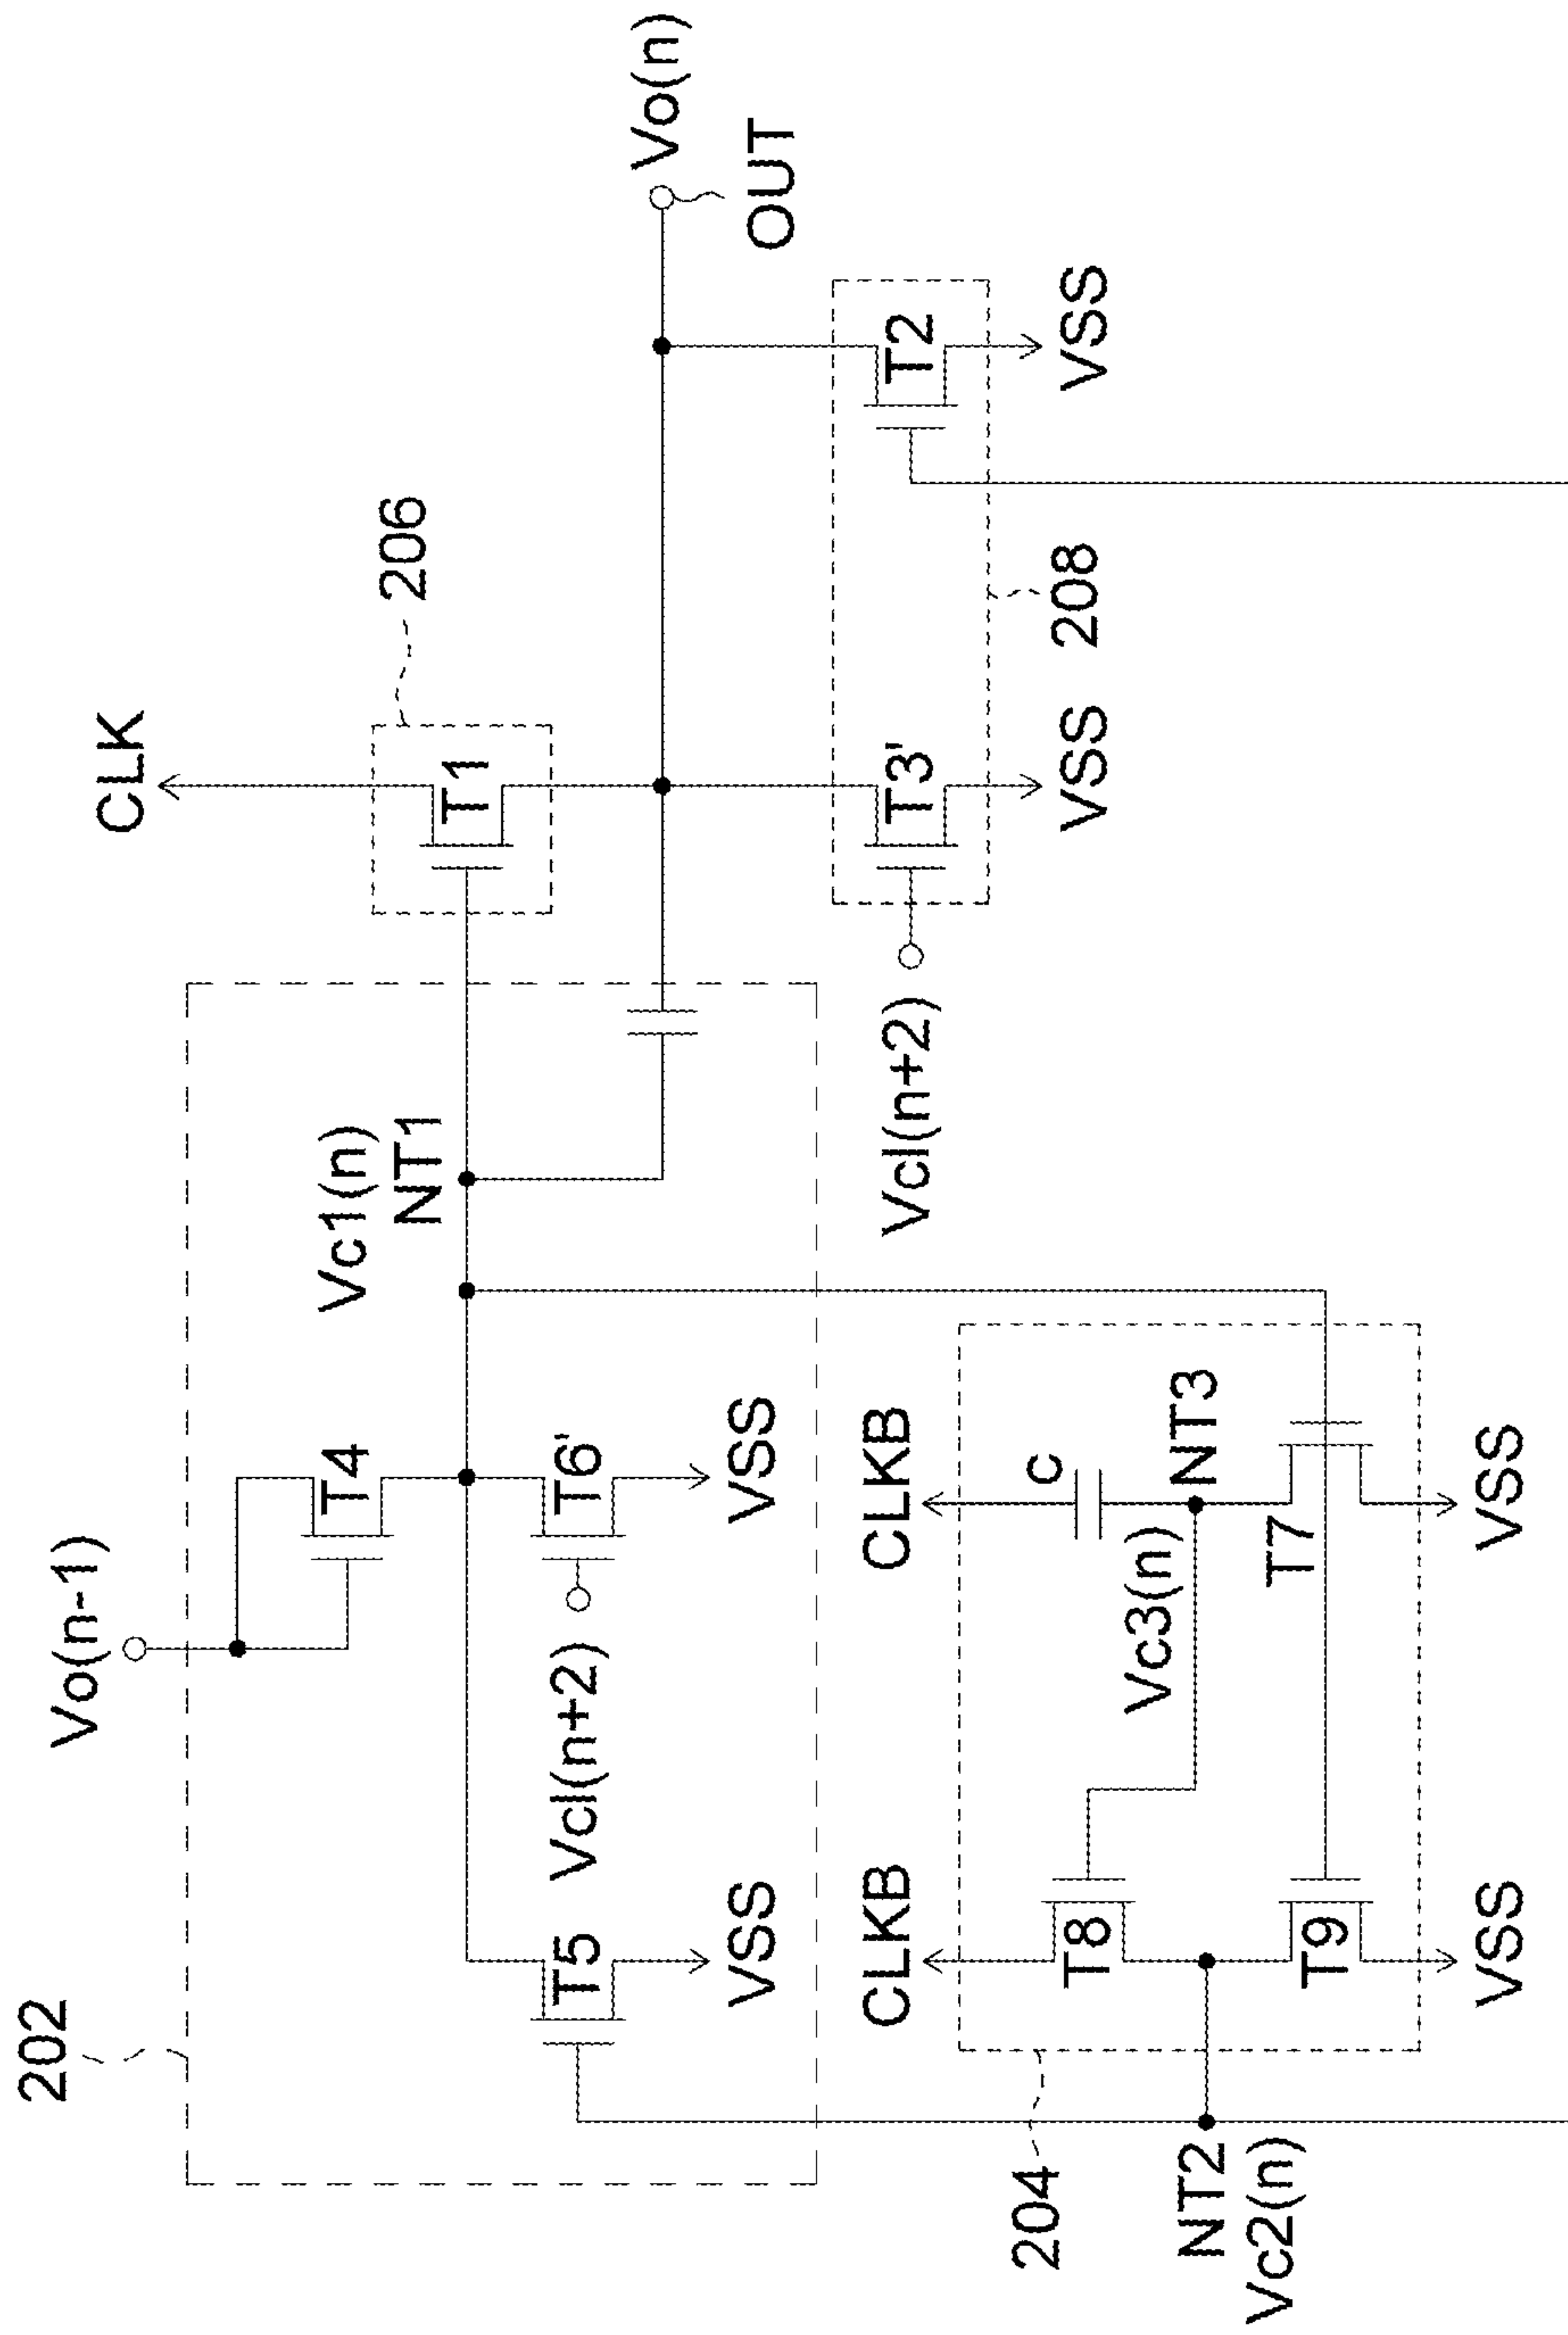 202
Vo(n-1)
CLK
206
Vo(n)
OUT
T4
Vc1(n)
NT1
T1
T5
Vcl(n+2)
T6'
VSS
VSS
Vcl(n+2)
T3'
T2
VSS
208
VSS
CLKB
CLKB
c
T8
Vc3(n)
NT3
T9
T7
204
NT2
Vc2(n)
VSS
VSS